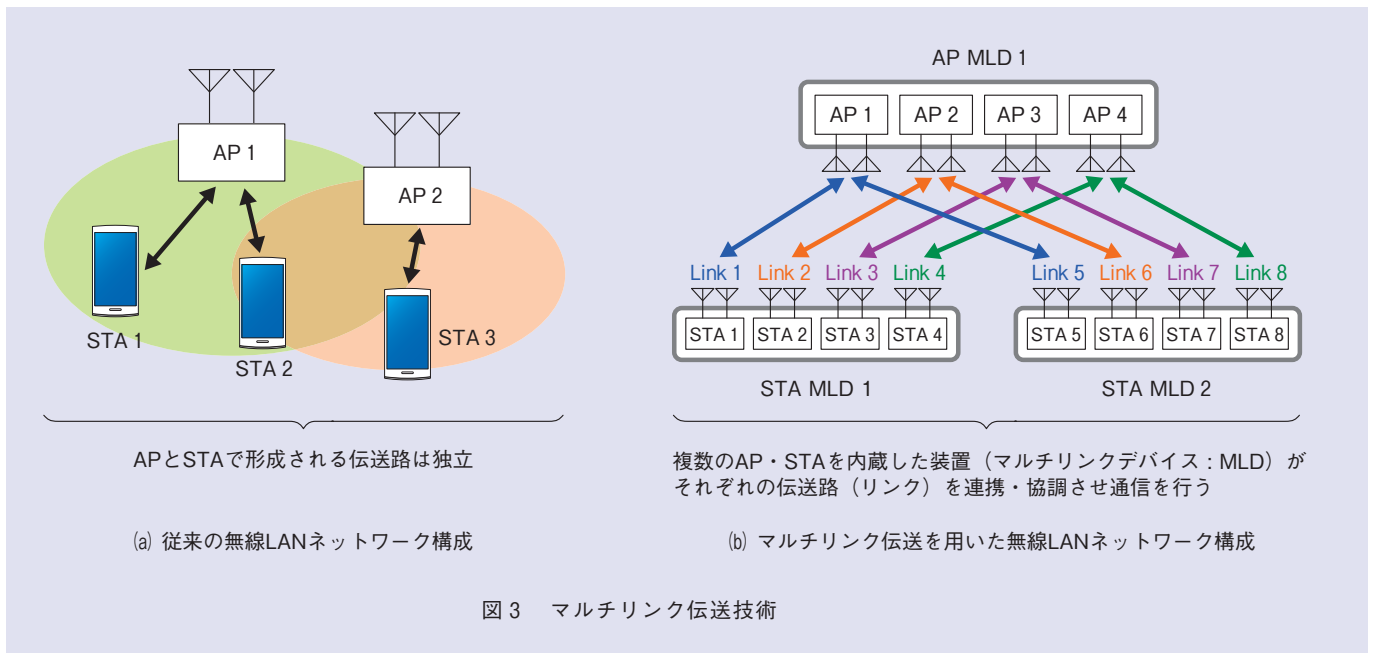 AP 1
AP 2
STA 1
STA 2
STA 3
APとSTAで形成される伝送路は独立
(a) 従来の無線LANネットワーク構成
AP MLD 1
AP 1 AP 2 AP 3 AP 4
Link 1 Link 2 Link 3 Link 4 Link 5 Link 6 Link 7 Link 8
STA 1 STA 2 STA 3 STA 4 STA 5 STA 6 STA 7 STA 8
STA MLD 1 STA MLD 2
複数のAP・STAを内蔵した装置（マルチリンクデバイス：MLD）が
それぞれの伝送路（リンク）を連携・協調させ通信を行う
(b) マルチリンク伝送を用いた無線LANネットワーク構成
図3 マルチリンク伝送技術